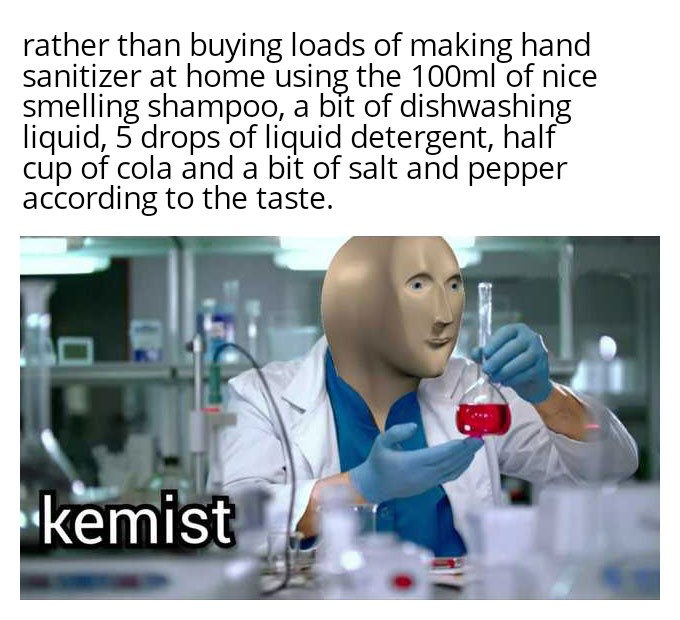 rather than buying loads of making hand
sanitizer at home using the 100ml of nice
smelling shampoo, a bit of dishwashing
liquid, 5 drops of liquid detergent, half
cup of cola and a bit of salt and pepper
according to the taste.
kemist